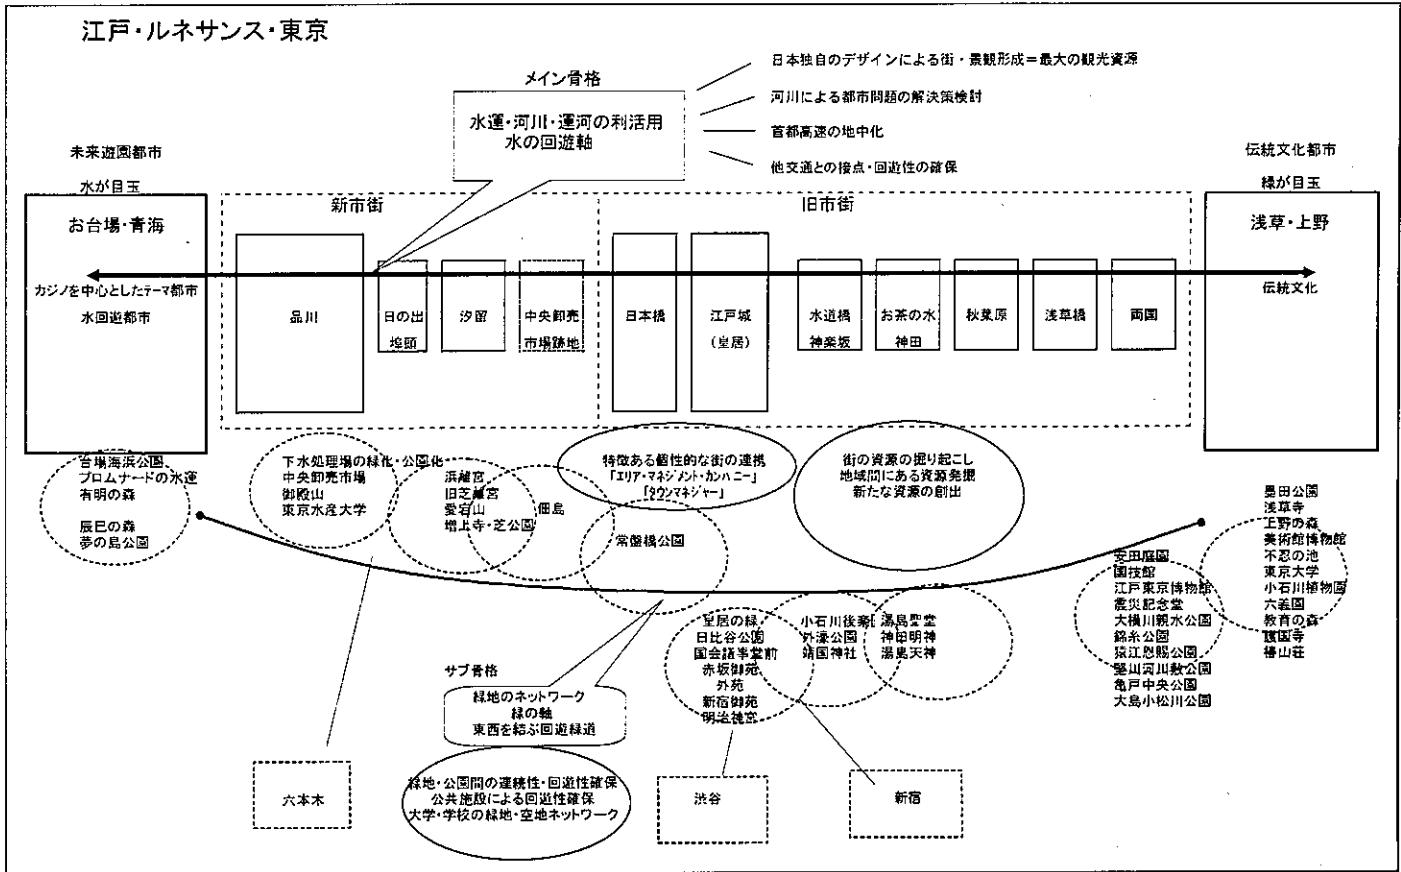 江戸・ルネサンス・東京
メイン骨格
水運・河川・運河の利活用
水の回遊軸
日本独自のデザインによる街・景観形成＝最大の観光資源
河川による都市問題の解決策検討
首都高速の地中化
他交通との接点・回遊性の確保
未来遊園都市
水が目玉
お台場・青海
カジノを中心としたテーマ都市
水回遊都市
新市街
品川
日の出
埠頭
汐留
中央卸売
市場跡地
旧市街
日本橋
江戸城
（皇居）
水道橋
神楽坂
お茶の水
神田
秋葉原
浅草橋
両国
伝統文化都市
緑が目玉
浅草・上野
伝統文化
台場海浜公園
プロムナードの水運
有明の森
辰巳の森
夢の島公園
下水処理場の緑化・公園化
中央卸売市場
御殿山
東京水産大学
浜離宮
旧芝離宮
愛宕山
増上寺・芝公園
佃島
特徴ある個性的な街の連携
「エリア・マネジメント・カンパニー」
「タウンマネジャー」
常盤橋公園
街の資源の掘り起こし
地域間にある資源発掘
新たな資源の創出
皇居の緑
日比谷公園
国会議事堂前
赤坂御苑
外苑
新宿御苑
明治神宮
小石川後楽園
外濠公園
靖国神社
湯島聖堂
神田明神
湯島天神
安田庭園
国技館
江戸東京博物館
震災記念堂
大横川親水公園
錦糸公園
猿江恩賜公園
竪川河川敷公園
亀戸中央公園
大島小松川公園
墨田公園
浅草寺
上野の森
美術館博物館
不忍の池
東京大学
小石川植物園
六義園
教育の森
護国寺
椿山荘
サブ骨格
緑地のネットワーク
緑の軸
東西を結ぶ回遊緑道
緑地・公園間の連続性・回遊性確保
公共施設による回遊性確保
大学・学校の緑地・空地ネットワーク
六本木
渋谷
新宿